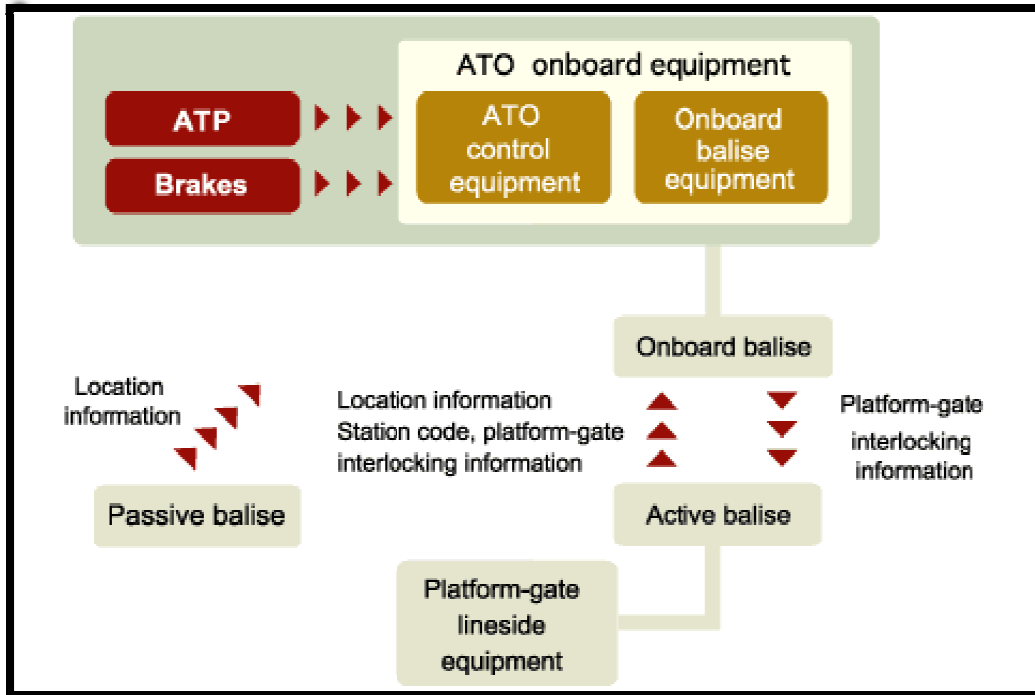 ATO onboard equipment
ATP
Brakes
ATO
control
equipment
Onboard
balise
equipment
Onboard balise
Location
information
Location information
Station code, platform-gate
interlocking information
Platform-gate
interlocking
information
Passive balise
Active balise
Platform-gate
lineside
equipment